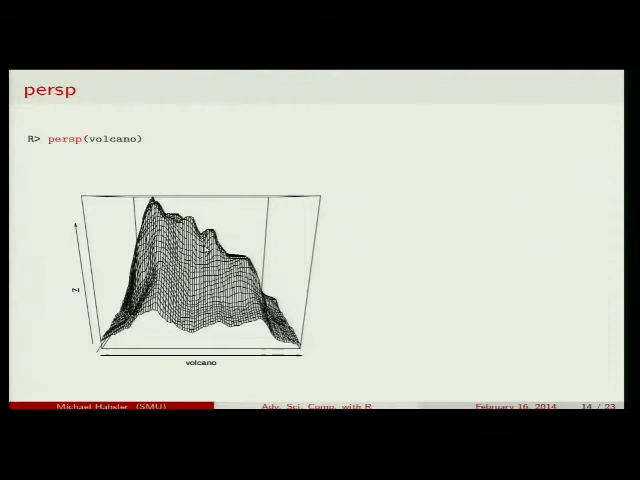 persp
R> persp(volcano)
Z
volcano
Michael Hahsler (SMU) Adv. Sci. Comp. with R February 16, 2014 14 / 23